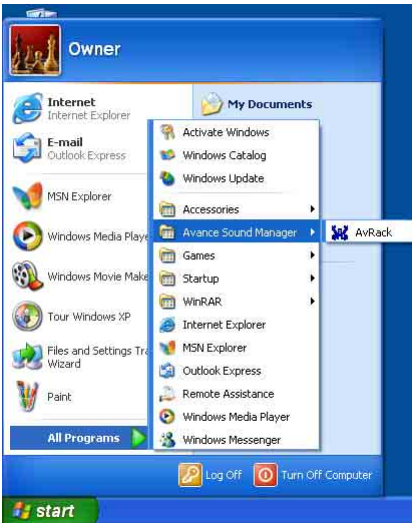 Owner
Internet
Internet Explorer
E-mail
Outlook Express
MSN Explorer
Windows Media Playe
Windows Movie Make
Tour Windows XP
Files and Settings Tra
Wizard
Paint
All Programs
My Documents
Activate Windows
Windows Catalog
Windows Update
Accessories
Avance Sound Manager
AvRack
Games
Startup
WinRAR
Internet Explorer
MSN Explorer
Outlook Express
Remote Assistance
Windows Media Player
Windows Messenger
Log Off
Turn Off Computer
start